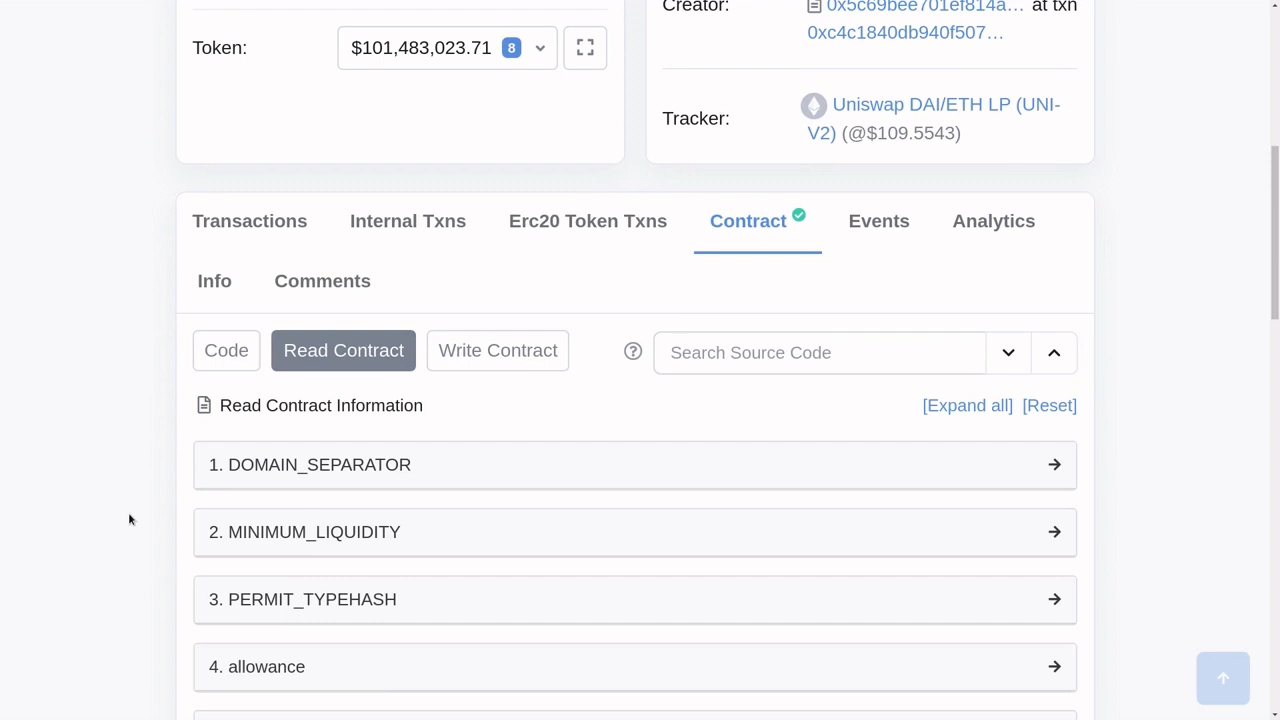 Creator:
0x5c69bee701ef814a… at txn
0xc4c1840db940f507…
Token:
$101,483,023.71 8
Tracker:
Uniswap DAI/ETH LP (UNI-
V2) (@$109.5543)
Transactions
Internal Txns
Erc20 Token Txns
Contract
Events
Analytics
Info
Comments
Code
Read Contract
Write Contract
Search Source Code
Read Contract Information
[Expand all] [Reset]
1. DOMAIN_SEPARATOR
2. MINIMUM_LIQUIDITY
3. PERMIT_TYPEHASH
4. allowance